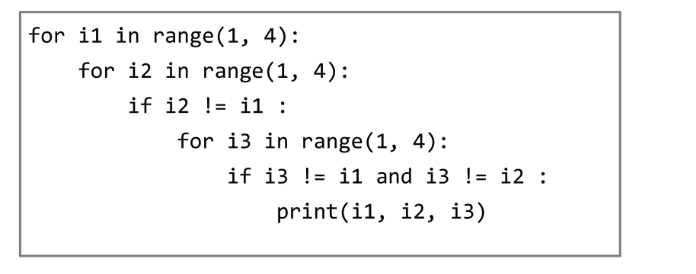 for i1 in range(1, 4):
    for i2 in range(1, 4):
        if i2 != i1 :
            for i3 in range(1, 4):
                if i3 != i1 and i3 != i2 :
                    print(i1, i2, i3)